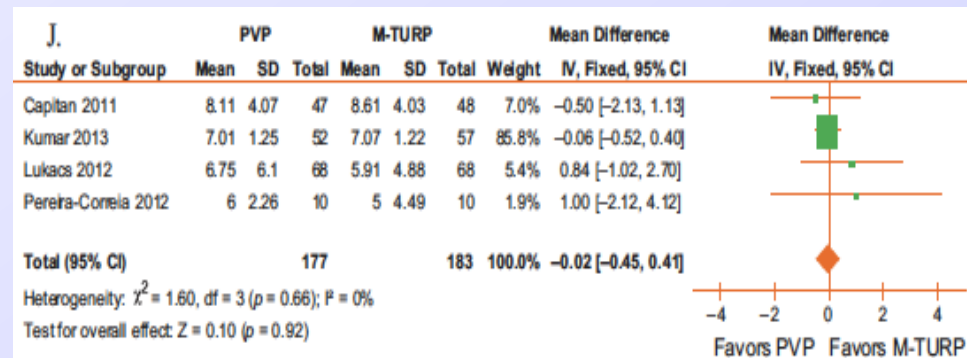 J. PVP M-TURP Mean Difference Mean Difference
Study or Subgroup Mean SD Total Mean SD Total Weight IV, Fixed, 95% CI IV, Fixed, 95% CI
Capitan 2011 8.11 4.07 47 8.61 4.03 48 7.0% −0.50 [−2.13, 1.13]
Kumar 2013 7.01 1.25 52 7.07 1.22 57 85.8% −0.06 [−0.52, 0.40]
Lukacs 2012 6.75 6.1 68 5.91 4.88 68 5.4% 0.84 [−1.02, 2.70]
Pereira-Correia 2012 6 2.26 10 5 4.49 10 1.9% 1.00 [−2.12, 4.12]
Total (95% CI) 177 183 100.0% −0.02 [−0.45, 0.41]
Heterogeneity: χ² = 1.60, df = 3 (p = 0.66); I² = 0%
Test for overall effect: Z = 0.10 (p = 0.92)
−4 −2 0 2 4
Favors PVP Favors M-TURP